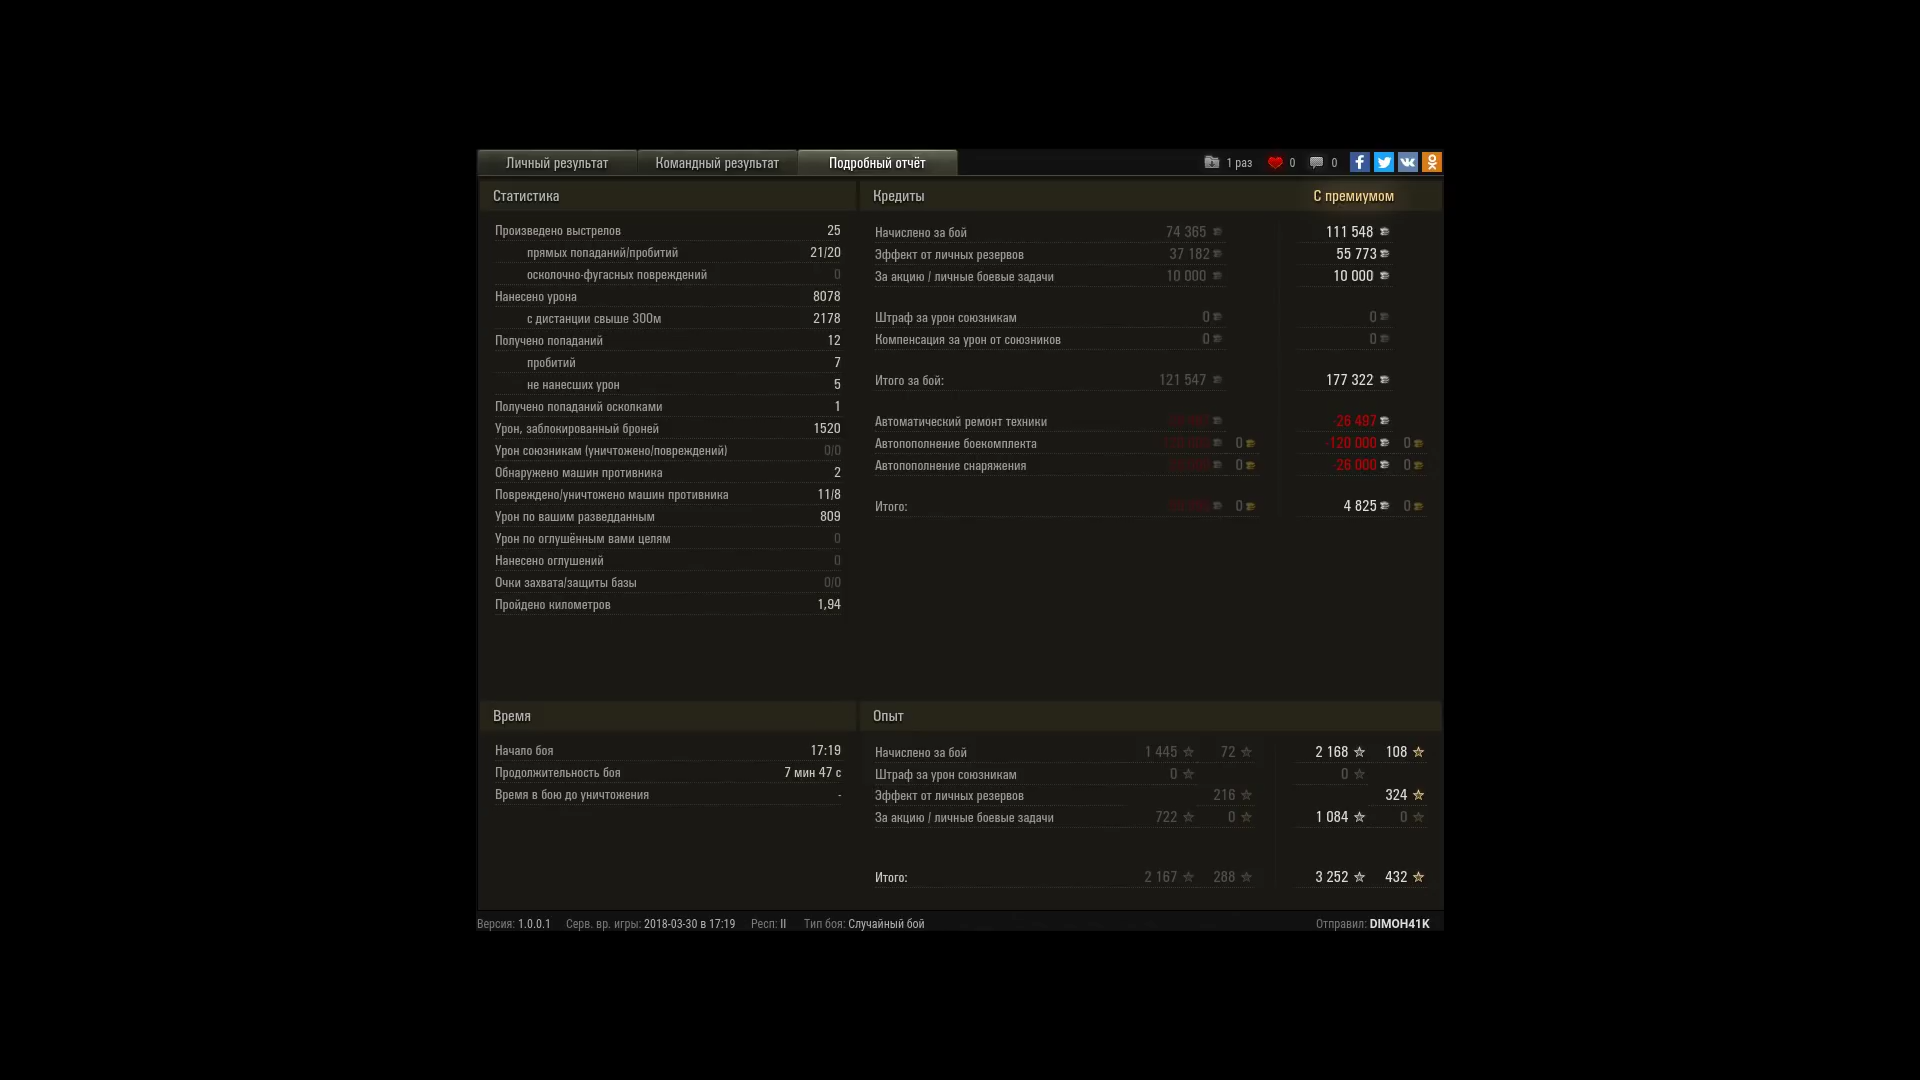 Личный результат Командный результат Подробный отчёт 1 раз 0 0
Статистика
Произведено выстрелов 25
прямых попаданий/пробитий 21/20
осколочно-фугасных повреждений 0
Нанесено урона 8078
с дистанции свыше 300м 2178
Получено попаданий 12
пробитий 7
не нанесших урон 5
Получено попаданий осколками 1
Урон, заблокированный броней 1520
Урон союзникам (уничтожено/повреждений) 0/0
Обнаружено машин противника 2
Повреждено/уничтожено машин противника 11/8
Урон по вашим разведданным 809
Урон по оглушённым вами целям 0
Нанесено оглушений 0
Очки захвата/защиты базы 0/0
Пройдено километров 1,94
Кредиты С премиумом
Начислено за бой 74 365 111 548
Эффект от личных резервов 37 182 55 773
За акцию / личные боевые задачи 10 000 10 000
Штраф за урон союзникам 0 0
Компенсация за урон от союзников 0 0
Итого за бой: 121 547 177 322
Автоматический ремонт техники -26 497
Автопополнение боекомплекта 0 -120 000 0
Автопополнение снаряжения 0 -26 000 0
Итого: 0 4 825 0
Время
Начало боя 17:19
Продолжительность боя 7 мин 47 с
Время в бою до уничтожения -
Опыт
Начислено за бой 1 445 72 2 168 108
Штраф за урон союзникам 0 0
Эффект от личных резервов 216 324
За акцию / личные боевые задачи 722 0 1 084 0
Итого: 2 167 288 3 252 432
Версия: 1.0.0.1 Серв. вр. игры: 2018-03-30 в 17:19 Респ: II Тип боя: Случайный бой Отправил: DIMOH41K